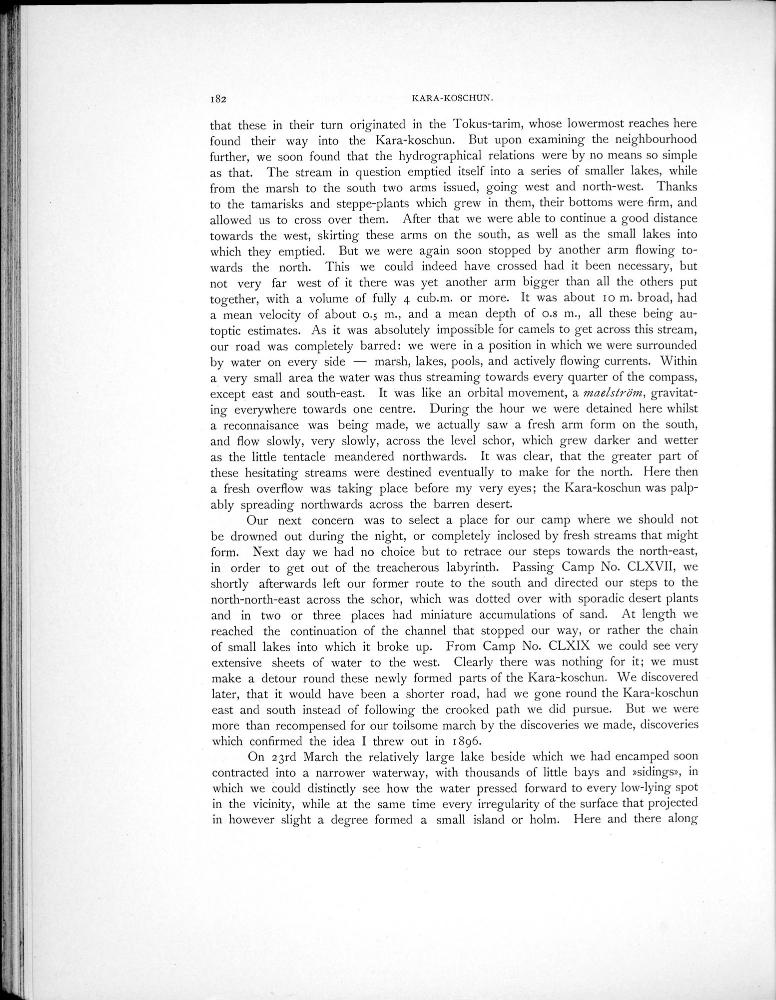 182
KARA-KOSCHUN.
that these in their turn originated in the Tokus-tarim, whose lowermost reaches here
found their way into the Kara-koschun. But upon examining the neighbourhood
further, we soon found that the hydrographical relations were by no means so simple
as that. The stream in question emptied itself into a series of smaller lakes, while
from the marsh to the south two arms issued, going west and north-west. Thanks
to the tamarisks and steppe-plants which grew in them, their bottoms were firm, and
allowed us to cross over them. After that we were able to continue a good distance
towards the west, skirting these arms on the south, as well as the small lakes into
which they emptied. But we were again soon stopped by another arm flowing to-
wards the north. This we could indeed have crossed had it been necessary, but
not very far west of it there was yet another arm bigger than all the others put
together, with a volume of fully 4 cub.m. or more. It was about 10 m. broad, had
a mean velocity of about 0.5 m., and a mean depth of 0.8 m., all these being au-
toptic estimates. As it was absolutely impossible for camels to get across this stream,
our road was completely barred: we were in a position in which we were surrounded
by water on every side — marsh, lakes, pools, and actively flowing currents. Within
a very small area the water was thus streaming towards every quarter of the compass,
except east and south-east. It was like an orbital movement, a maelström, gravitat-
ing everywhere towards one centre. During the hour we were detained here whilst
a reconnaisance was being made, we actually saw a fresh arm form on the south,
and flow slowly, very slowly, across the level schor, which grew darker and wetter
as the little tentacle meandered northwards. It was clear, that the greater part of
these hesitating streams were destined eventually to make for the north. Here then
a fresh overflow was taking place before my very eyes; the Kara-koschun was palp-
ably spreading northwards across the barren desert.
Our next concern was to select a place for our camp where we should not
be drowned out during the night, or completely inclosed by fresh streams that might
form. Next day we had no choice but to retrace our steps towards the north-east,
in order to get out of the treacherous labyrinth. Passing Camp No. CLXVII, we
shortly afterwards left our former route to the south and directed our steps to the
north-north-east across the schor, which was dotted over with sporadic desert plants
and in two or three places had miniature accumulations of sand. At length we
reached the continuation of the channel that stopped our way, or rather the chain
of small lakes into which it broke up. From Camp No. CLXIX we could see very
extensive sheets of water to the west. Clearly there was nothing for it; we must
make a detour round these newly formed parts of the Kara-koschun. We discovered
later, that it would have been a shorter road, had we gone round the Kara-koschun
east and south instead of following the crooked path we did pursue. But we were
more than recompensed for our toilsome march by the discoveries we made, discoveries
which confirmed the idea I threw out in 1896.
On 23rd March the relatively large lake beside which we had encamped soon
contracted into a narrower waterway, with thousands of little bays and »sidings», in
which we could distinctly see how the water pressed forward to every low-lying spot
in the vicinity, while at the same time every irregularity of the surface that projected
in however slight a degree formed a small island or holm. Here and there along